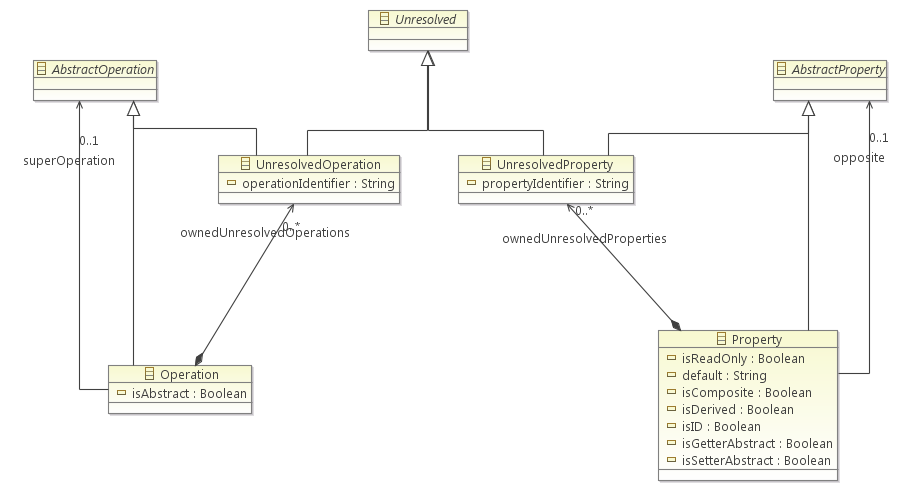 Unresolved
AbstractOperation
AbstractProperty
0..1
superOperation
0..1
opposite
UnresolvedOperation
operationIdentifier : String
UnresolvedProperty
propertyIdentifier : String
0..*
ownedUnresolvedOperations
0..*
ownedUnresolvedProperties
Operation
isAbstract : Boolean
Property
isReadOnly : Boolean
default : String
isComposite : Boolean
isDerived : Boolean
isID : Boolean
isGetterAbstract : Boolean
isSetterAbstract : Boolean